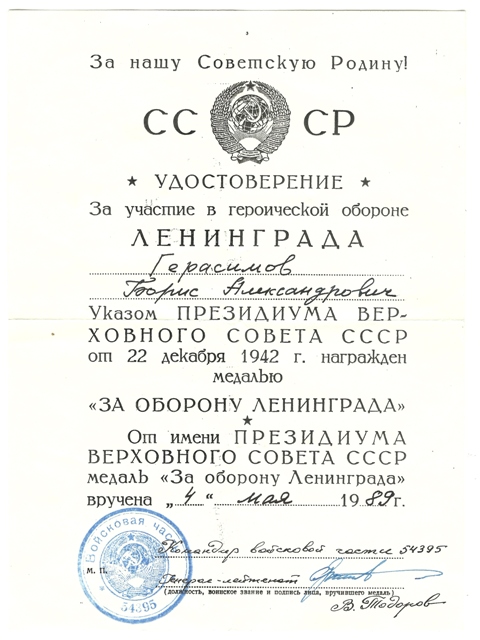 За нашу Советскую Родину!
СС СР
★ УДОСТОВЕРЕНИЕ ★
За участие в героической обороне
ЛЕНИНГРАДА
Герасимов
Борис Александрович
Указом ПРЕЗИДИУМА ВЕР-
ХОВНОГО СОВЕТА СССР
от 22 декабря 1942 г. награжден
медалью
«ЗА ОБОРОНУ ЛЕНИНГРАДА»
★
От имени ПРЕЗИДИУМА
ВЕРХОВНОГО СОВЕТА СССР
медаль «За оборону Ленинграда»
вручена „4“ мая 1989 г.
Войсковая часть
54395
Командир войсковой части 54395
М. П.
Генерал-лейтенант
(должность, воинское звание и подпись лица, вручившего медаль)
В. Тодоров